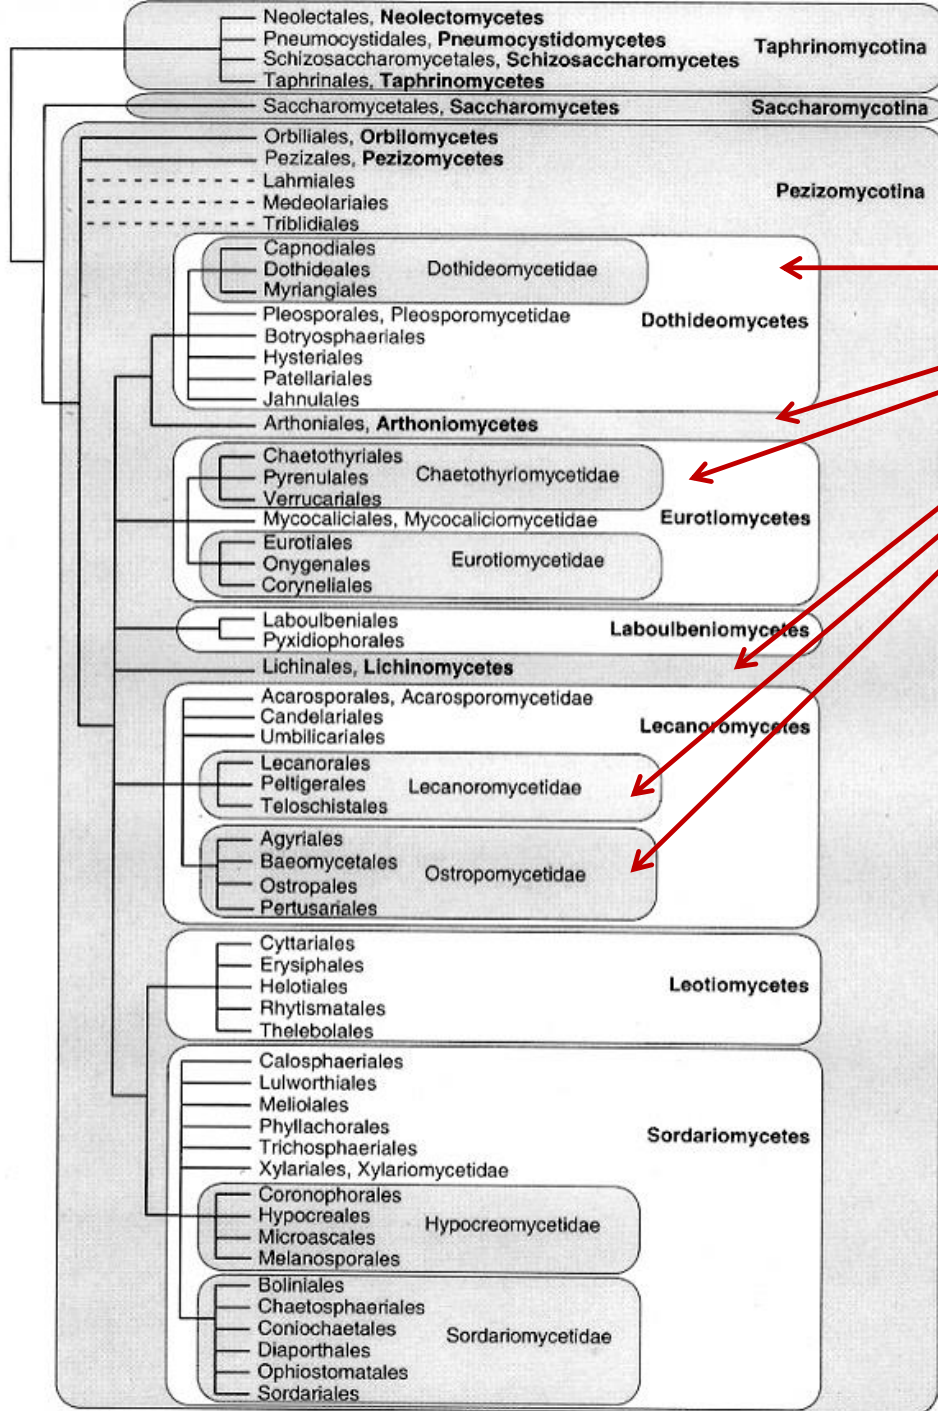 Neolectales, Neolectomycetes
Pneumocystidales, Pneumocystidomycetes
Taphrinomycotina
Schizosaccharomycetales, Schizosaccharomycetes
Taphrinales, Taphrinomycetes
Saccharomycetales, Saccharomycetes Saccharomycotina
Orbiliales, Orbilomycetes
Pezizales, Pezizomycetes
Lahmiales
Pezizomycotina
Medeolariales
Triblidiales
Capnodiales
Dothideales Dothideomycetidae
Myriangiales
Pleosporales, Pleosporomycetidae
Dothideomycetes
Botryosphaeriales
Hysteriales
Patellariales
Jahnulales
Arthoniales, Arthoniomycetes
Chaetothyriales
Pyrenulales Chaetothyriomycetidae
Verrucariales
Mycocaliciales, Mycocaliciomycetidae Eurotiomycetes
Eurotiales
Onygenales Eurotiomycetidae
Coryneliales
Laboulbeniales
Laboulbeniomycetes
Pyxidiophorales
Lichinales, Lichinomycetes
Acarosporales, Acarosporomycetidae
Candelariales
Lecanoromycetes
Umbilicariales
Lecanorales
Peltigerales Lecanoromycetidae
Teloschistales
Agyriales
Baeomycetales
Ostropomycetidae
Ostropales
Pertusariales
Cyttariales
Erysiphales
Helotiales Leotiomycetes
Rhytismatales
Thelebolales
Calosphaeriales
Lulworthiales
Meliolales
Phyllachorales
Sordariomycetes
Trichosphaeriales
Xylariales, Xylariomycetidae
Coronophorales
Hypocreales Hypocreomycetidae
Microascales
Melanosporales
Boliniales
Chaetosphaeriales
Coniochaetales Sordariomycetidae
Diaporthales
Ophiostomatales
Sordariales